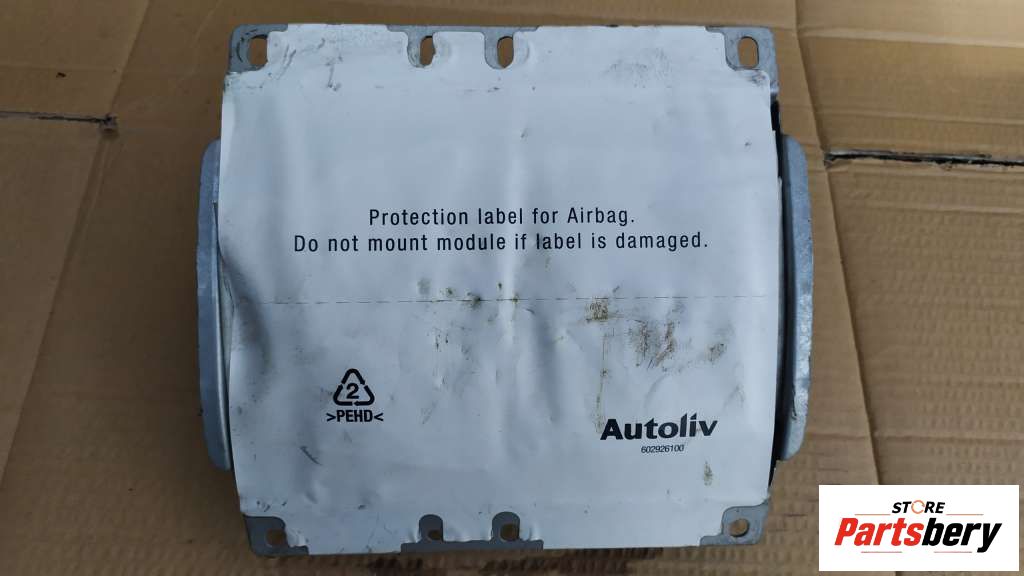 Protection label for Airbag.
Do not mount module if label is damaged.
2
>PEHD<
Autoliv
602926100
STORE
Partsbery